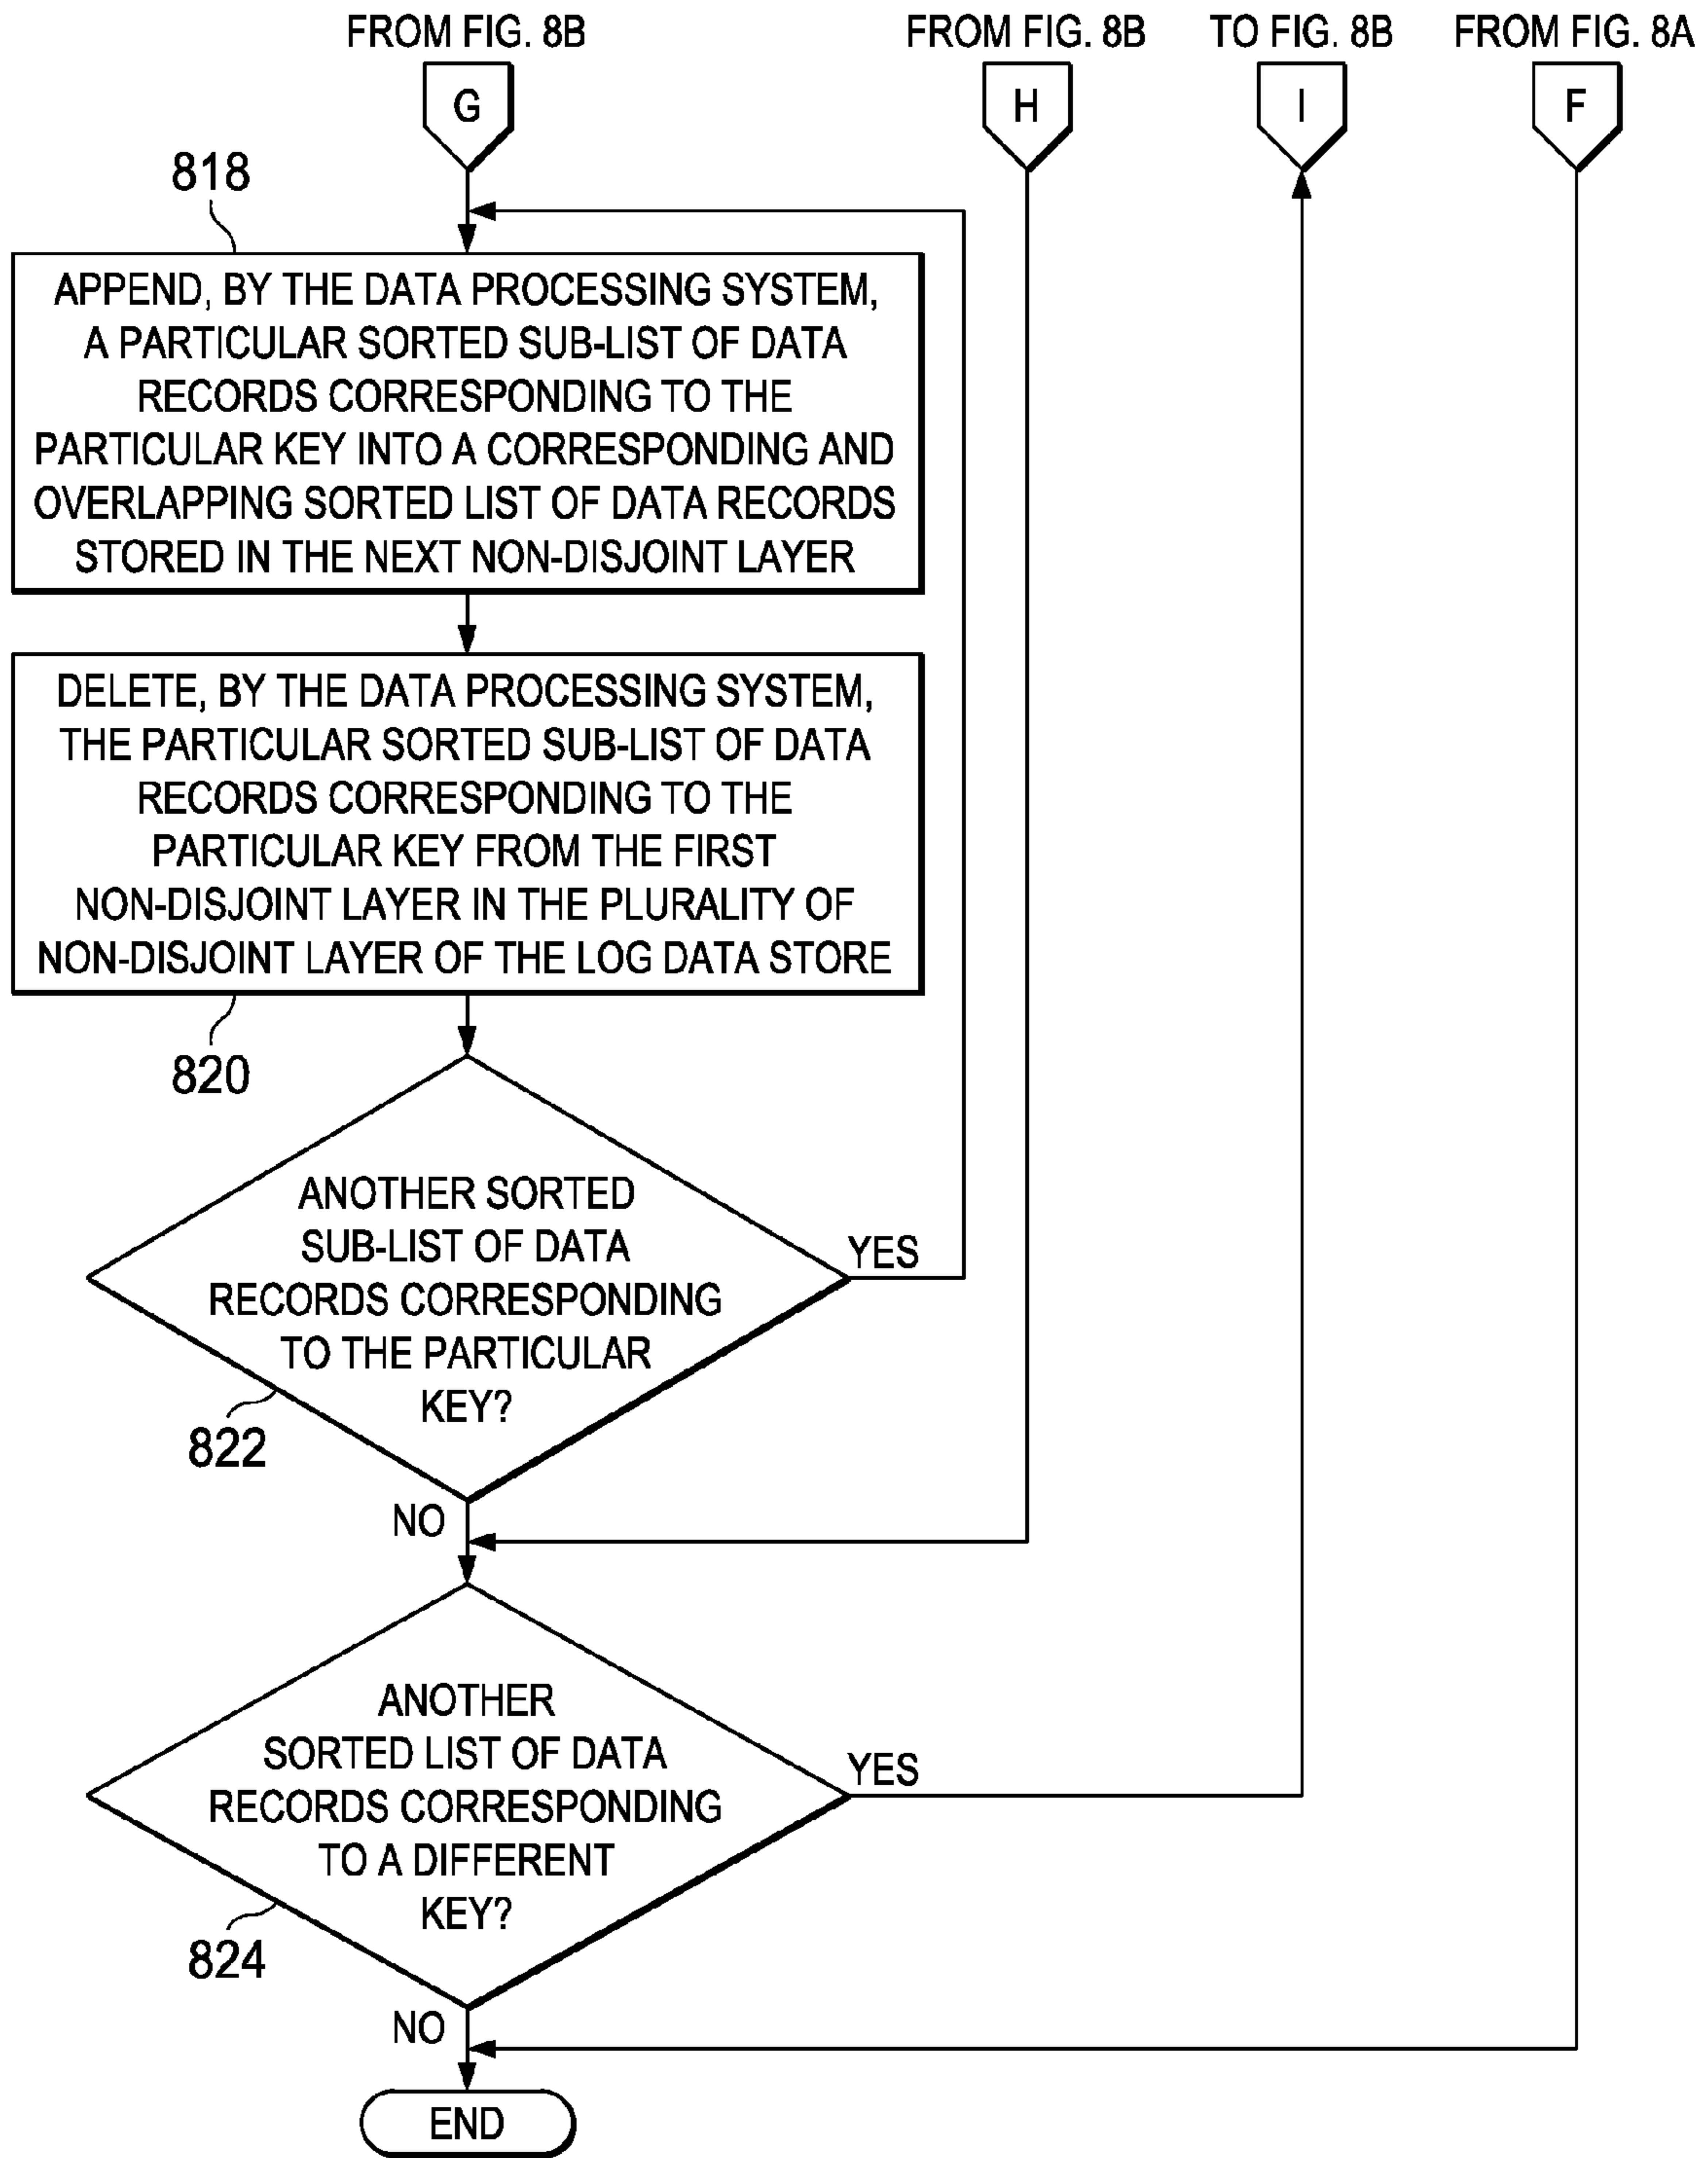 FROM FIG. 8B
FROM FIG. 8B
TO FIG. 8B
FROM FIG. 8A
G
H
I
F
818
APPEND, BY THE DATA PROCESSING SYSTEM,
A PARTICULAR SORTED SUB-LIST OF DATA
RECORDS CORRESPONDING TO THE
PARTICULAR KEY INTO A CORRESPONDING AND
OVERLAPPING SORTED LIST OF DATA RECORDS
STORED IN THE NEXT NON-DISJOINT LAYER
DELETE, BY THE DATA PROCESSING SYSTEM,
THE PARTICULAR SORTED SUB-LIST OF DATA
RECORDS CORRESPONDING TO THE
PARTICULAR KEY FROM THE FIRST
NON-DISJOINT LAYER IN THE PLURALITY OF
NON-DISJOINT LAYER OF THE LOG DATA STORE
820
ANOTHER SORTED
SUB-LIST OF DATA
RECORDS CORRESPONDING
TO THE PARTICULAR
KEY?
YES
822
NO
ANOTHER
SORTED LIST OF DATA
RECORDS CORRESPONDING
TO A DIFFERENT
KEY?
YES
824
NO
END